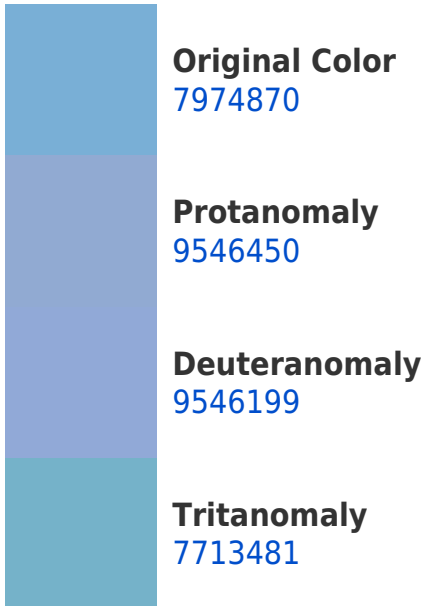 Original Color
7974870
Protanomaly
9546450
Deuteranomaly
9546199
Tritanomaly
7713481